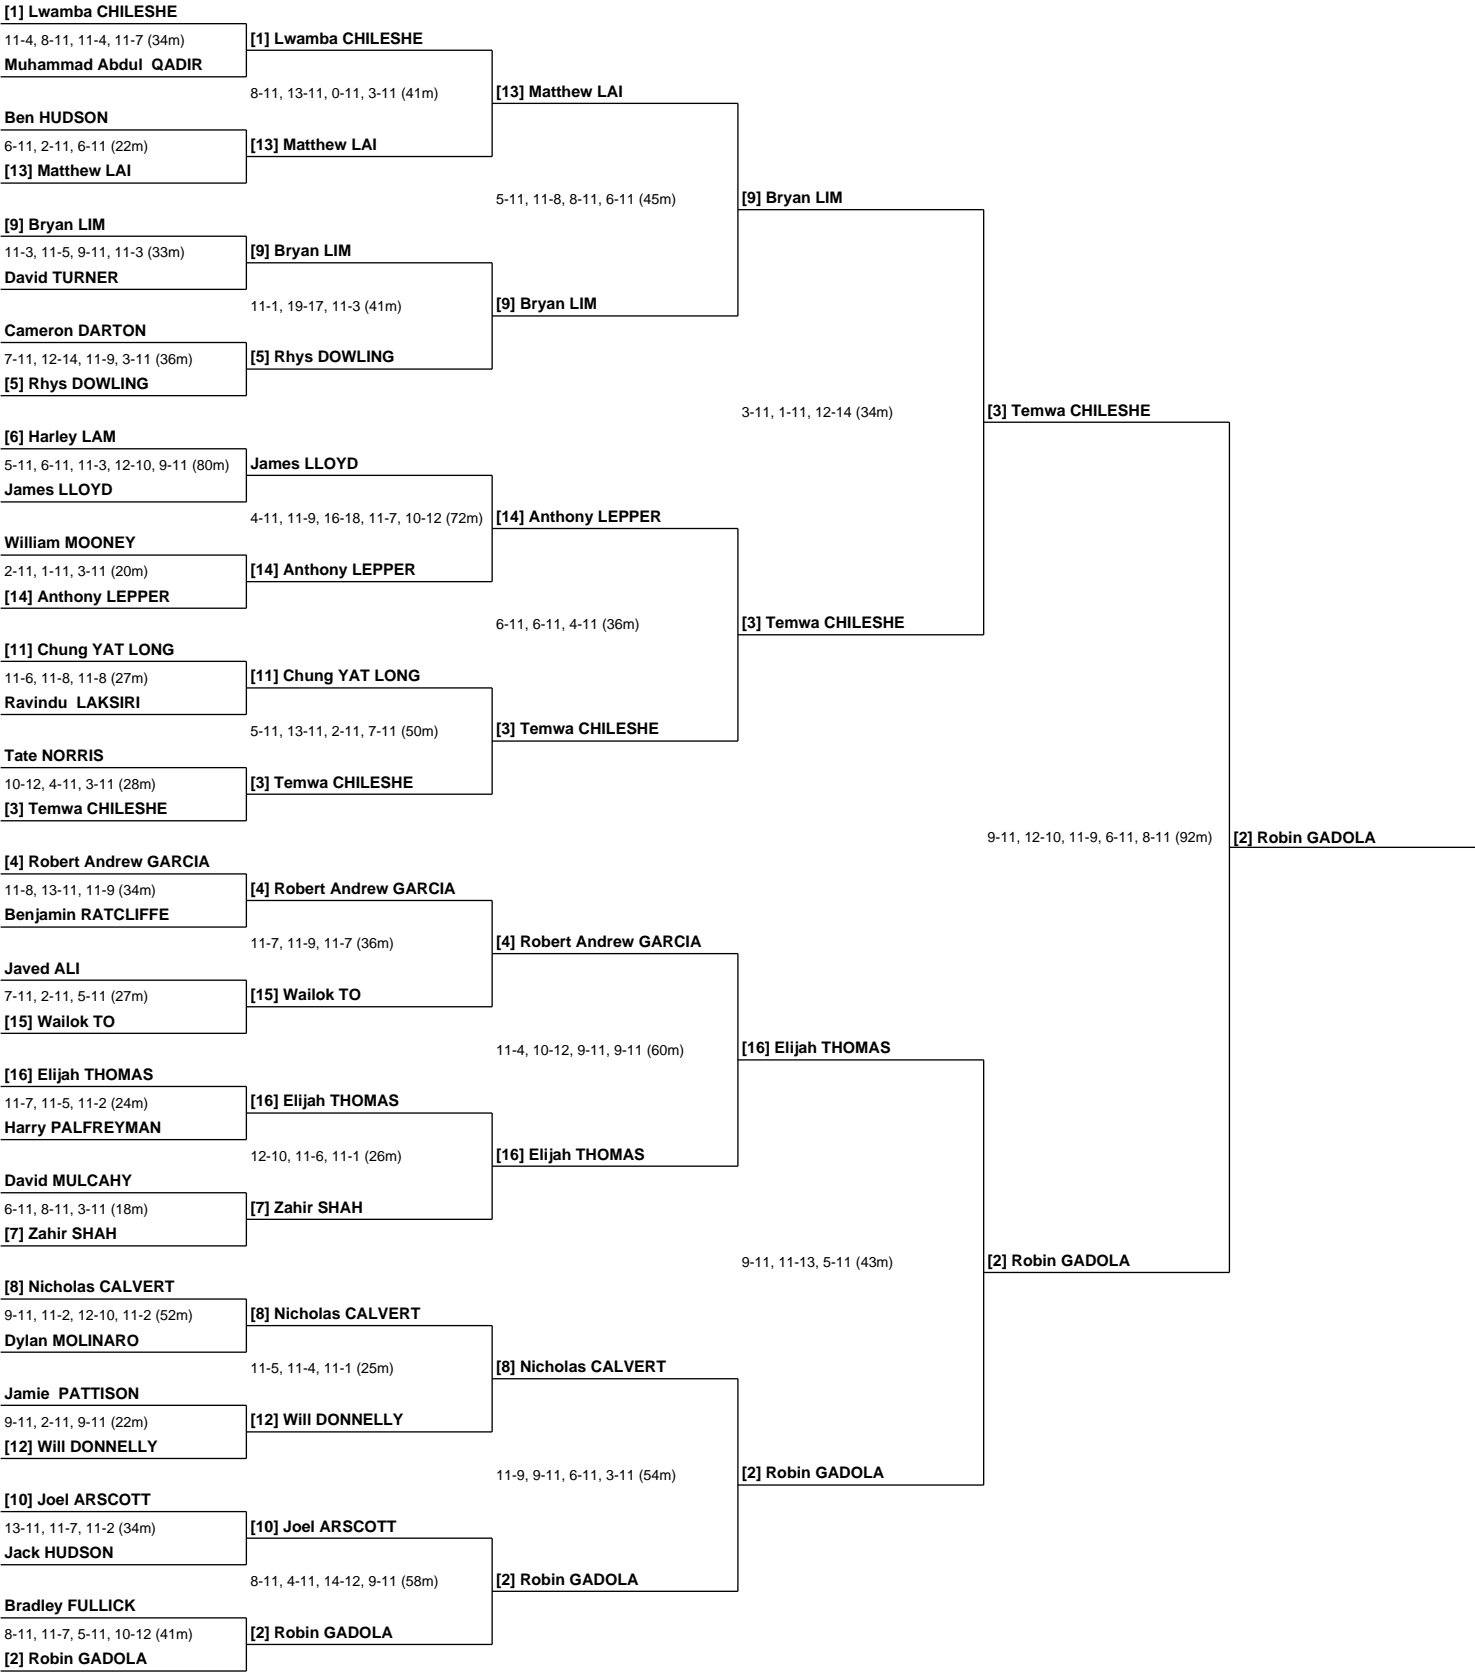 [1] Lwamba CHILESHE
11-4, 8-11, 11-4, 11-7 (34m)
Muhammad Abdul  QADIR
Ben HUDSON
6-11, 2-11, 6-11 (22m)
[13] Matthew LAI
[9] Bryan LIM
11-3, 11-5, 9-11, 11-3 (33m)
David TURNER
Cameron DARTON
7-11, 12-14, 11-9, 3-11 (36m)
[5] Rhys DOWLING
[6] Harley LAM
5-11, 6-11, 11-3, 12-10, 9-11 (80m)
James LLOYD
William MOONEY
2-11, 1-11, 3-11 (20m)
[14] Anthony LEPPER
[11] Chung YAT LONG
11-6, 11-8, 11-8 (27m)
Ravindu  LAKSIRI
Tate NORRIS
10-12, 4-11, 3-11 (28m)
[3] Temwa CHILESHE
[4] Robert Andrew GARCIA
11-8, 13-11, 11-9 (34m)
Benjamin RATCLIFFE
Javed ALI
7-11, 2-11, 5-11 (27m)
[15] Wailok TO
[16] Elijah THOMAS
11-7, 11-5, 11-2 (24m)
Harry PALFREYMAN
David MULCAHY
6-11, 8-11, 3-11 (18m)
[7] Zahir SHAH
[8] Nicholas CALVERT
9-11, 11-2, 12-10, 11-2 (52m)
Dylan MOLINARO
Jamie  PATTISON
9-11, 2-11, 9-11 (22m)
[12] Will DONNELLY
[10] Joel ARSCOTT
13-11, 11-7, 11-2 (34m)
Jack HUDSON
Bradley FULLICK
8-11, 11-7, 5-11, 10-12 (41m)
[2] Robin GADOLA
[1] Lwamba CHILESHE
8-11, 13-11, 0-11, 3-11 (41m)
[13] Matthew LAI
[9] Bryan LIM
11-1, 19-17, 11-3 (41m)
[5] Rhys DOWLING
James LLOYD
4-11, 11-9, 16-18, 11-7, 10-12 (72m)
[14] Anthony LEPPER
[11] Chung YAT LONG
5-11, 13-11, 2-11, 7-11 (50m)
[3] Temwa CHILESHE
[4] Robert Andrew GARCIA
11-7, 11-9, 11-7 (36m)
[15] Wailok TO
[16] Elijah THOMAS
12-10, 11-6, 11-1 (26m)
[7] Zahir SHAH
[8] Nicholas CALVERT
11-5, 11-4, 11-1 (25m)
[12] Will DONNELLY
[10] Joel ARSCOTT
8-11, 4-11, 14-12, 9-11 (58m)
[2] Robin GADOLA
[13] Matthew LAI
5-11, 11-8, 8-11, 6-11 (45m)
[9] Bryan LIM
[14] Anthony LEPPER
6-11, 6-11, 4-11 (36m)
[3] Temwa CHILESHE
[4] Robert Andrew GARCIA
11-4, 10-12, 9-11, 9-11 (60m)
[16] Elijah THOMAS
[8] Nicholas CALVERT
11-9, 9-11, 6-11, 3-11 (54m)
[2] Robin GADOLA
[9] Bryan LIM
3-11, 1-11, 12-14 (34m)
[3] Temwa CHILESHE
[16] Elijah THOMAS
9-11, 11-13, 5-11 (43m)
[2] Robin GADOLA
[3] Temwa CHILESHE
9-11, 12-10, 11-9, 6-11, 8-11 (92m)
[2] Robin GADOLA
[2] Robin GADOLA